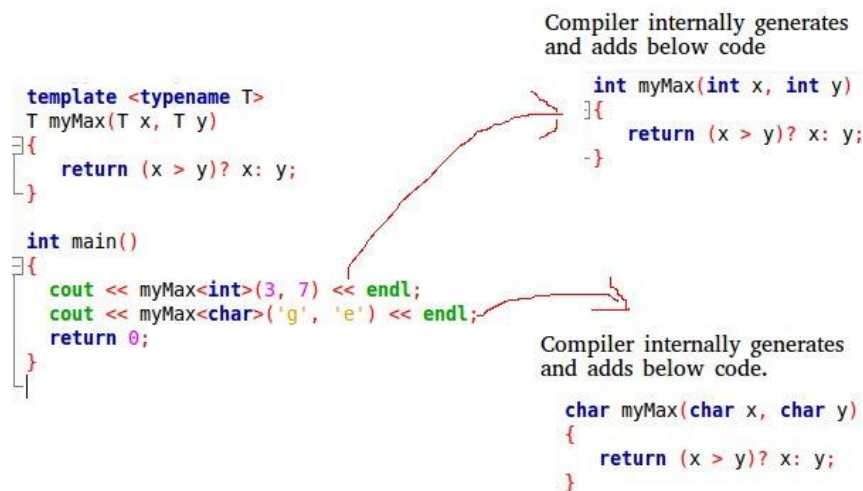 template <typename T>
T myMax(T x, T y)
{
return (x > y)? x: y;
}
int main()
{
cout << myMax<int>(3, 7) << endl;
cout << myMax<char>('g', 'e') << endl;
return 0;
}
Compiler internally generates
and adds below code
int myMax(int x, int y)
{
return (x > y)? x: y;
}
Compiler internally generates
and adds below code.
char myMax(char x, char y)
{
return (x > y)? x: y;
}